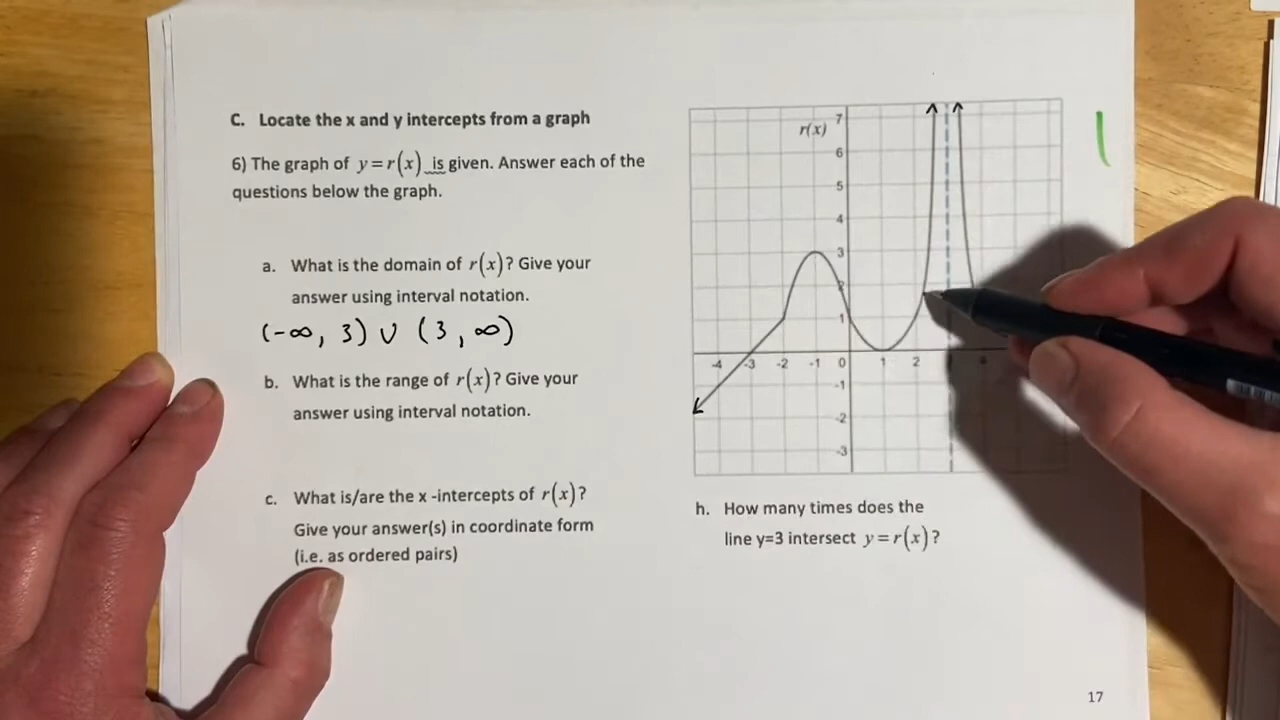 C. Locate the x and y intercepts from a graph
6) The graph of y=r(x) is given. Answer each of the
questions below the graph.
a. What is the domain of r(x)? Give your
answer using interval notation.
(-∞, 3) ∪ (3, ∞)
b. What is the range of r(x)? Give your
answer using interval notation.
c. What is/are the x -intercepts of r(x)?
Give your answer(s) in coordinate form
(i.e. as ordered pairs)
r(x)
7
6
5
4
3
2
1
-4 -3 -2 -1 0 1 2
-1
-2
-3
h. How many times does the
line y=3 intersect y=r(x)?
17